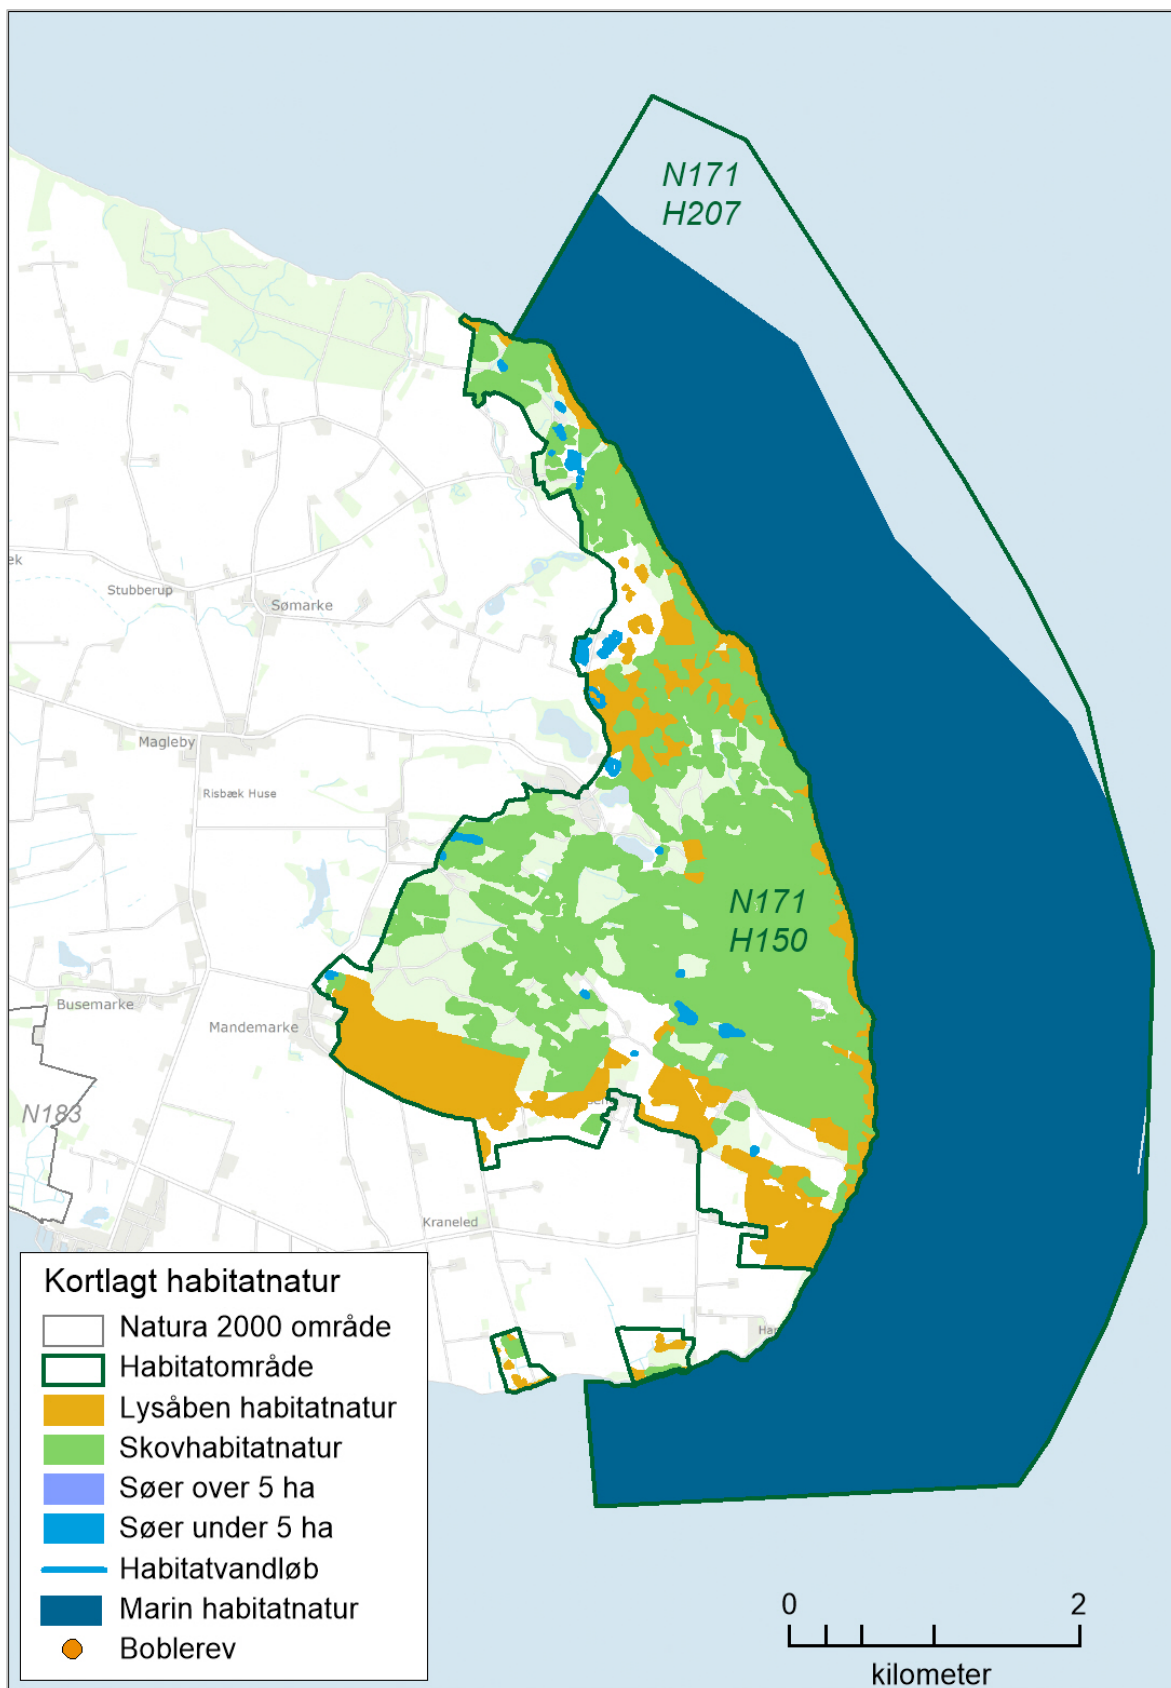 N171
H207
ek
Stubberup
Sømarke
Magleby
Risbæk Huse
N171
H150
Busemarke
Mandemarke
N183
Kraneled
Kortlagt habitatnatur
Natura 2000 område
Habitatområde
Lysåben habitatnatur
Skovhabitatnatur
Søer over 5 ha
Søer under 5 ha
Habitatvandløb
Marin habitatnatur
Boblerev
0 2
kilometer